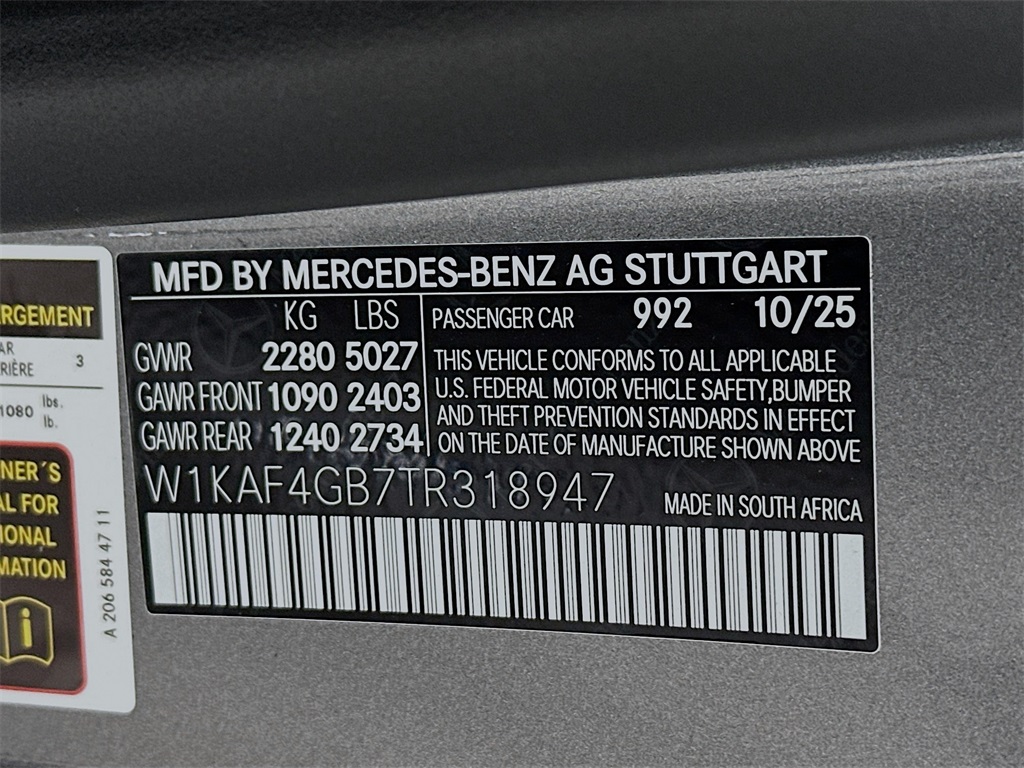 MFD BY MERCEDES-BENZ AG STUTTGART
KG LBS
GVWR 2280 5027
GAWR FRONT 1090 2403
GAWR REAR 1240 2734
PASSENGER CAR 992 10/25
THIS VEHICLE CONFORMS TO ALL APPLICABLE
U.S. FEDERAL MOTOR VEHICLE SAFETY,BUMPER
AND THEFT PREVENTION STANDARDS IN EFFECT
ON THE DATE OF MANUFACTURE SHOWN ABOVE
W1KAF4GB7TR318947
MADE IN SOUTH AFRICA
RGEMENT
AR
RIÈRE 3
1080 lbs.
lb.
NER´S
AL FOR
IONAL
MATION
A 206 584 47 11